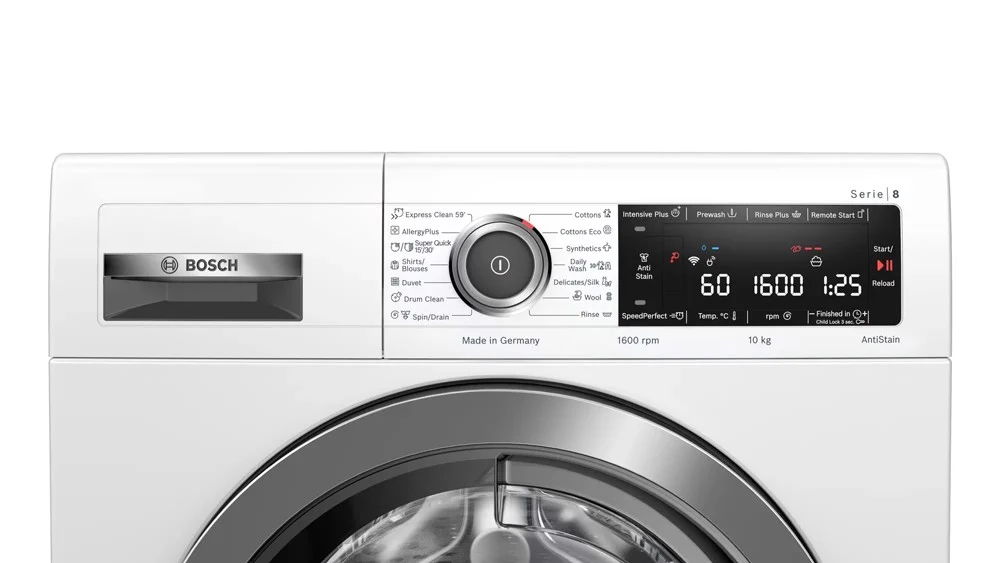 Serie | 8
BOSCH
Express Clean 59'
AllergyPlus
Super Quick
15'/30'
Shirts/
Blouses
Duvet
Drum Clean
Spin/Drain
Cottons
Cottons Eco
Synthetics
Daily
Wash
Delicates/Silk
Wool
Rinse
Intensive Plus
Prewash
Rinse Plus
Remote Start
Anti
Stain
60 1600 1:25
Start/
Reload
SpeedPerfect
Temp. °C
rpm
– Finished in +
Child Lock 3 sec.
Made in Germany
1600 rpm
10 kg
AntiStain